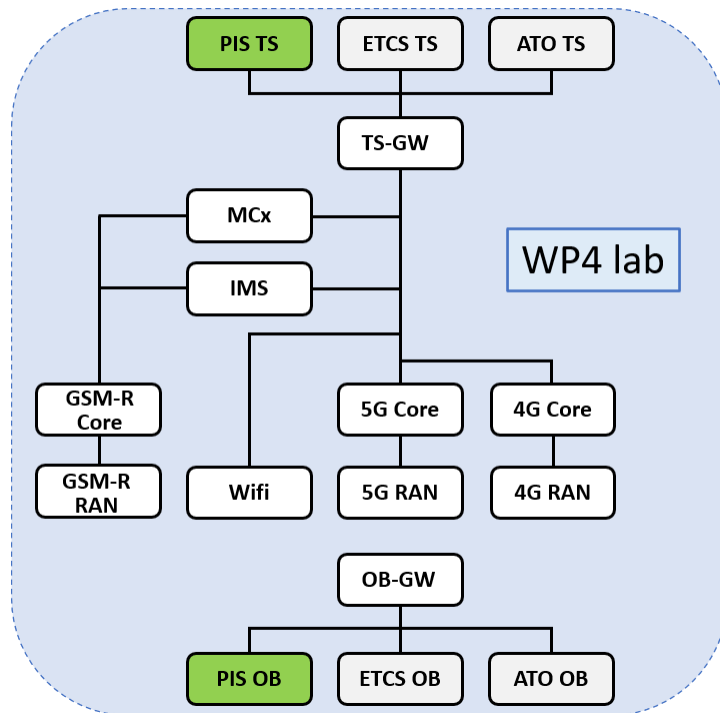 PIS TS
ETCS TS
ATO TS
TS-GW
MCx
WP4 lab
IMS
GSM-R
Core
5G Core
4G Core
GSM-R
RAN
Wifi
5G RAN
4G RAN
OB-GW
PIS OB
ETCS OB
ATO OB